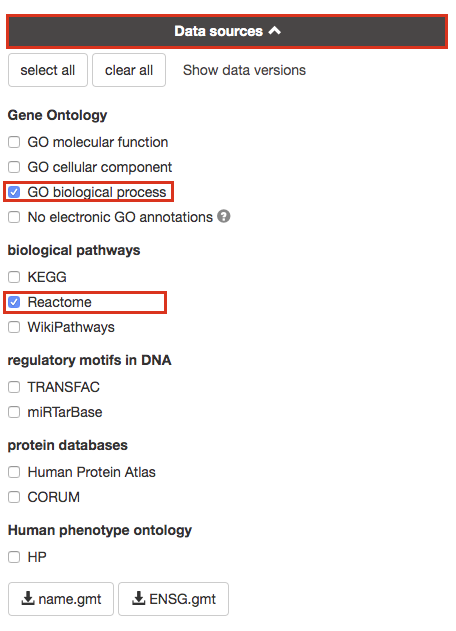 Data sources
select all clear all Show data versions
Gene Ontology
GO molecular function
GO cellular component
GO biological process
No electronic GO annotations ?
biological pathways
KEGG
Reactome
WikiPathways
regulatory motifs in DNA
TRANSFAC
miRTarBase
protein databases
Human Protein Atlas
CORUM
Human phenotype ontology
HP
name.gmt ENSG.gmt